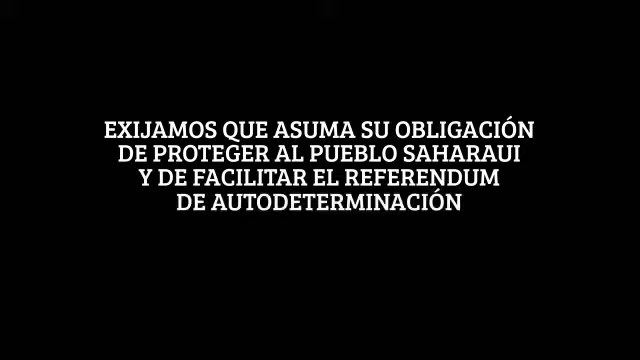 EXIJAMOS QUE ASUMA SU OBLIGACIÓN
DE PROTEGER AL PUEBLO SAHARAUI
Y DE FACILITAR EL REFERENDUM
DE AUTODETERMINACIÓN